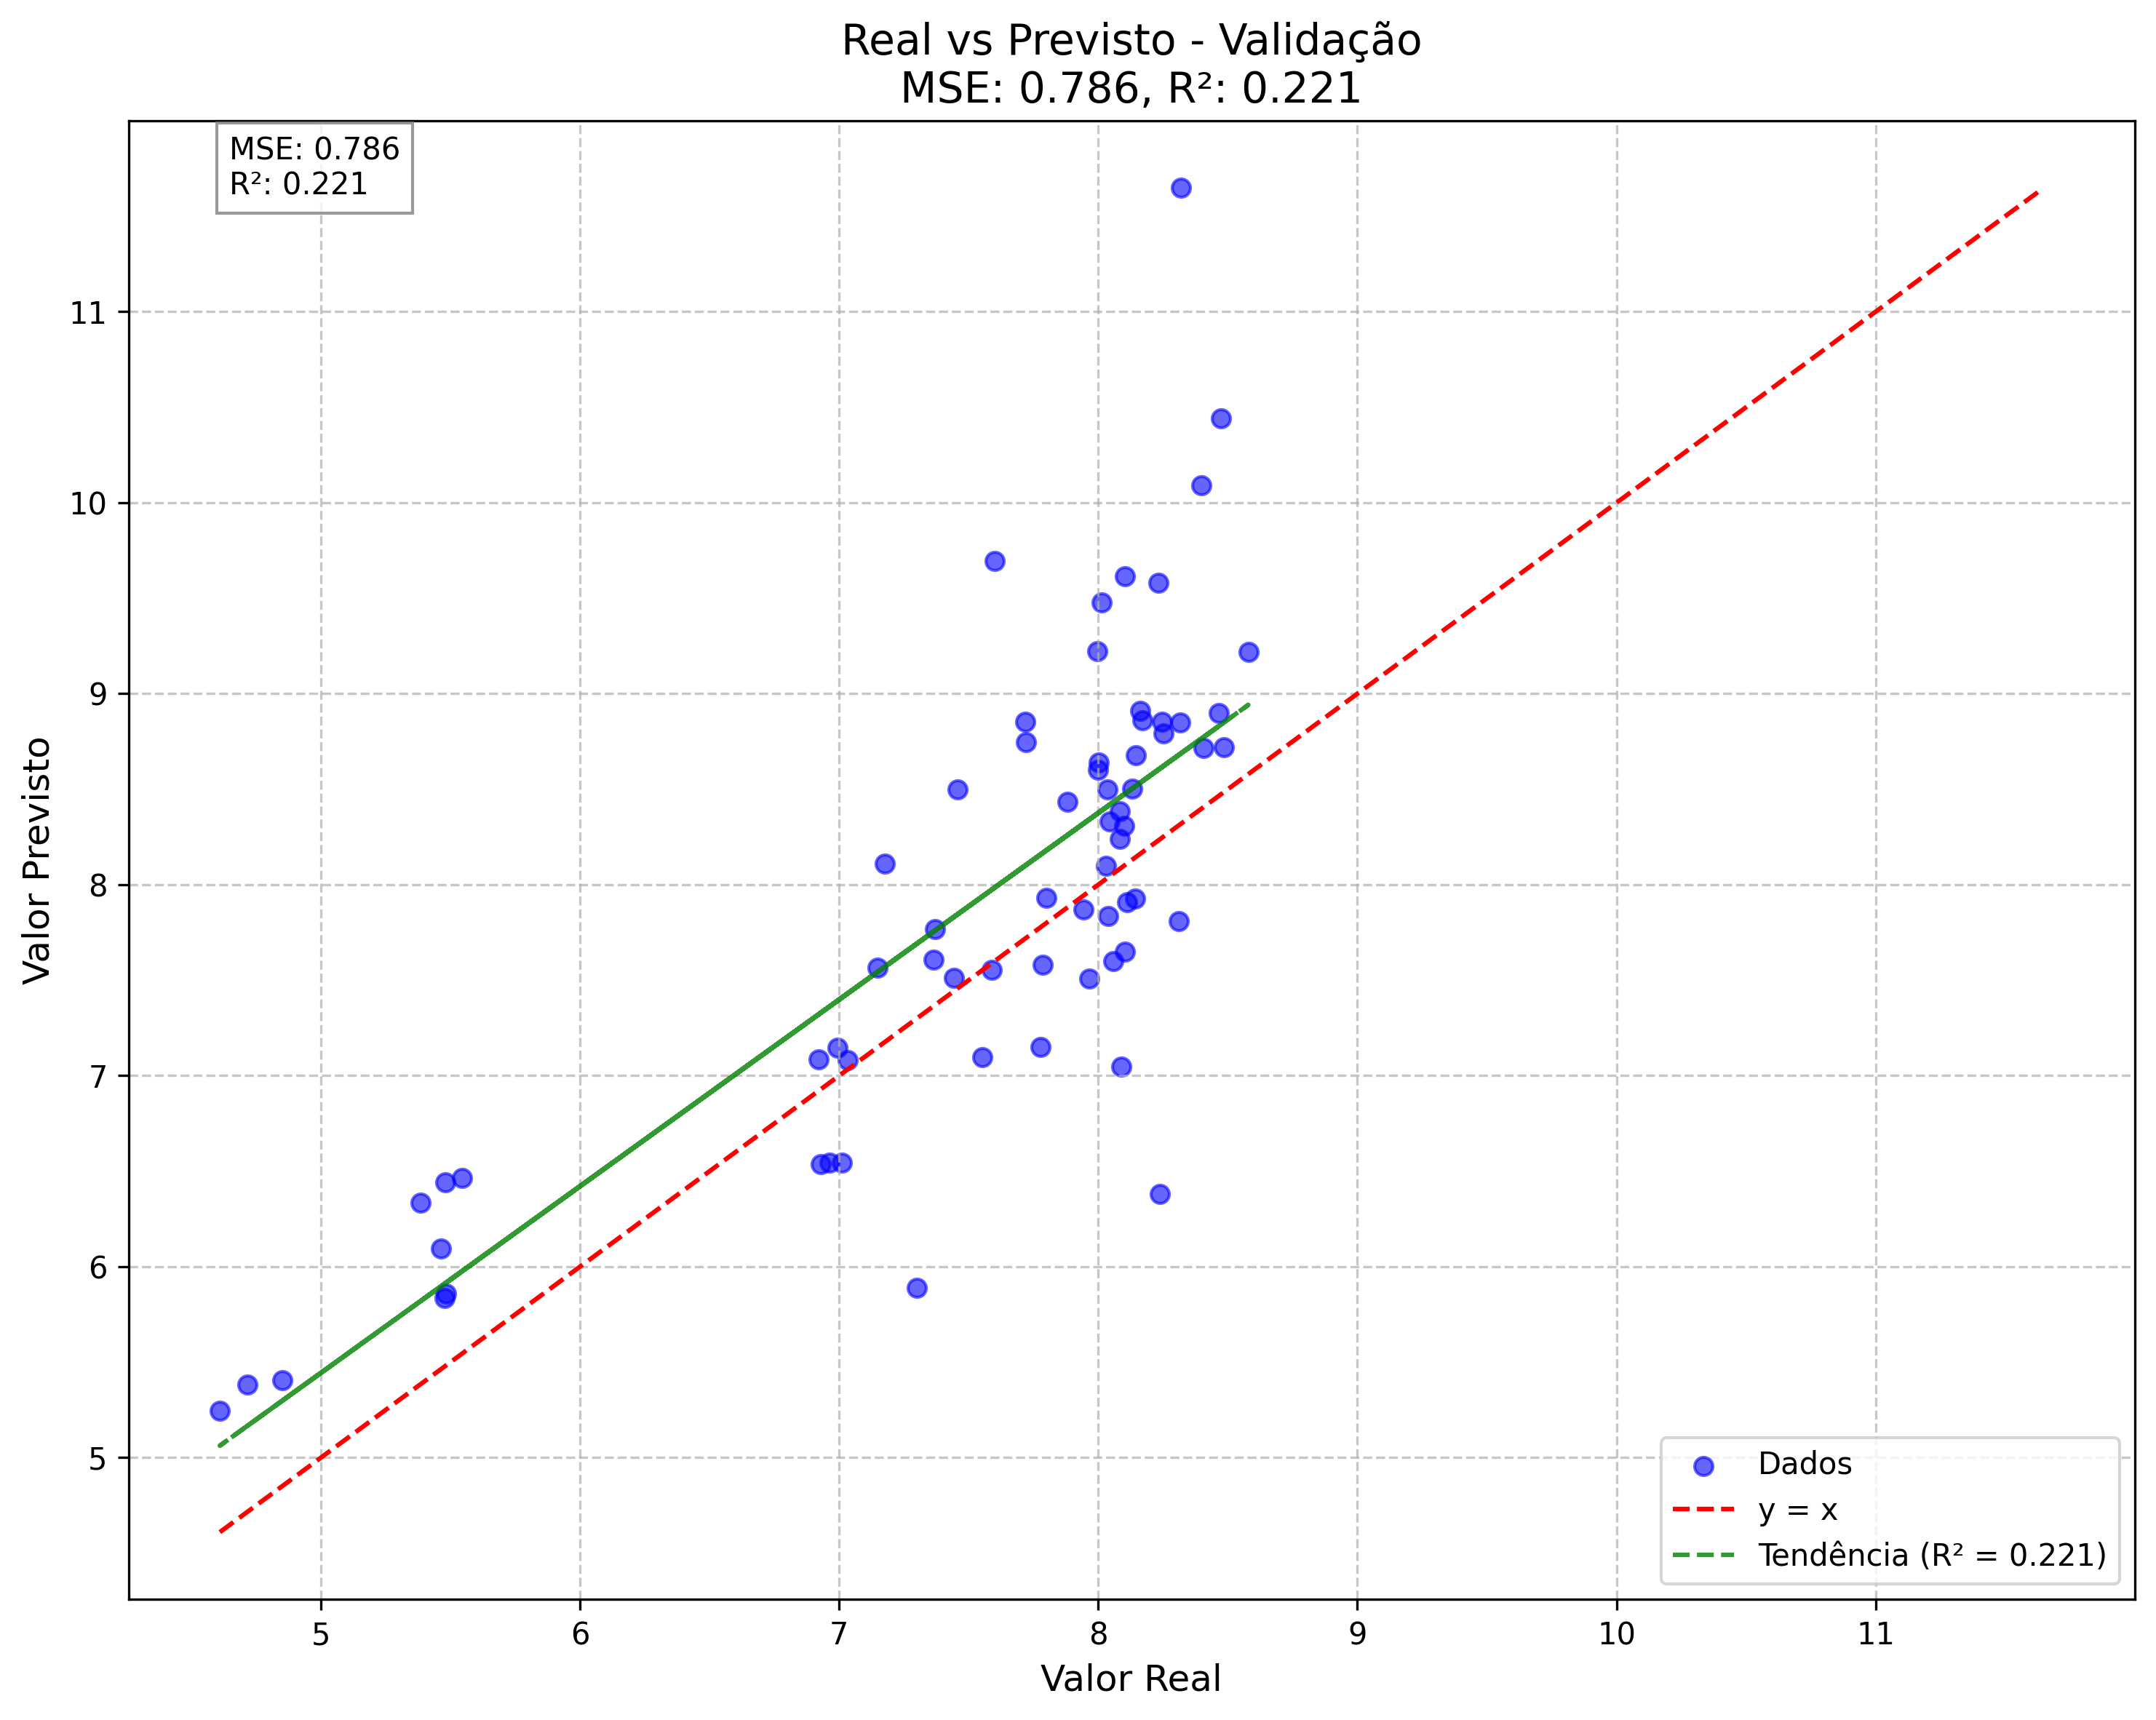 Real vs Previsto - Validação
MSE: 0.786, R²: 0.221
MSE: 0.786
R²: 0.221
11
10
9
8
7
6
5
Valor Previsto
5
6
7
8
9
10
11
Valor Real
Dados
y = x
Tendência (R² = 0.221)